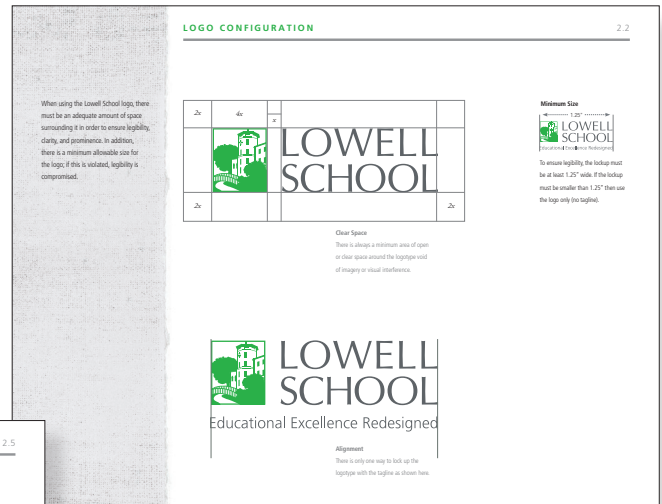 LOGO CONFIGURATION
2.2
When using the Lowell School logo, there
must be an adequate amount of space
surrounding it in order to ensure legibility,
clarity, and prominence. In addition,
there is a minimum allowable size for
the logo; if this is violated, legibility is
compromised.
2x
4x
x
LOWELL
SCHOOL
2x
2x
Clear Space
There is always a minimum area of open
or clear space around the logotype void
of imagery or visual interference.
Minimum Size
1.25"
LOWELL
SCHOOL
Educational Excellence Redesigned
To ensure legibility, the lockup must
be at least 1.25" wide. If the lockup
must be smaller than 1.25" then use
the logo only (no tagline).
LOWELL
SCHOOL
Educational Excellence Redesigned
Alignment
There is only one way to lock up the
logotype with the tagline as shown here.
2.5